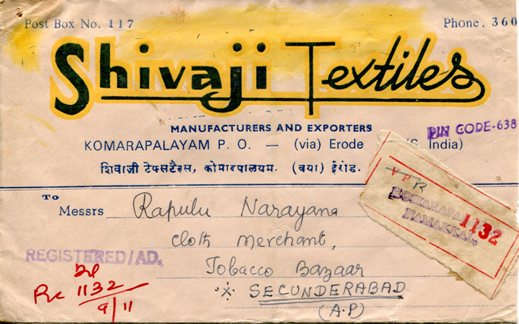 Post Box No. 117
Phone. 360
Shivaji Textiles
MANUFACTURERS AND EXPORTERS
PIN CODE-638
KOMARAPALAYAM P. O. — (via) Erode (S. India)
शिवाजी टेक्सटैल्स, कोमारपालयम. (वया) ईरोड.
To
Messrs Rapulu Narayana
Cloth Merchant,
Tobacco Bazaar
SECUNDERABAD
(A.P)
REGISTERED/AD.
1132
9/11
1132
NAMAKKAL